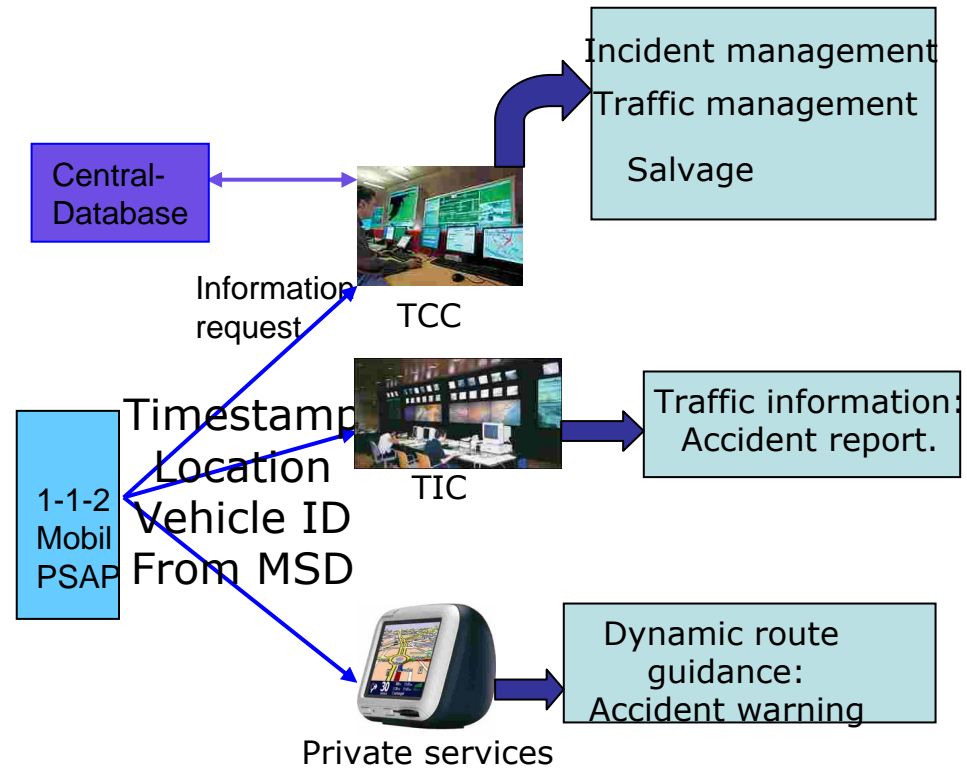 Incident management
Traffic management
Salvage
Central-
Database
Information
request
TCC
Timestamp
Location
Vehicle ID
From MSD
1-1-2
Mobil
PSAP
TIC
Traffic information:
Accident report.
30
Dynamic route
guidance:
Accident warning
Private services